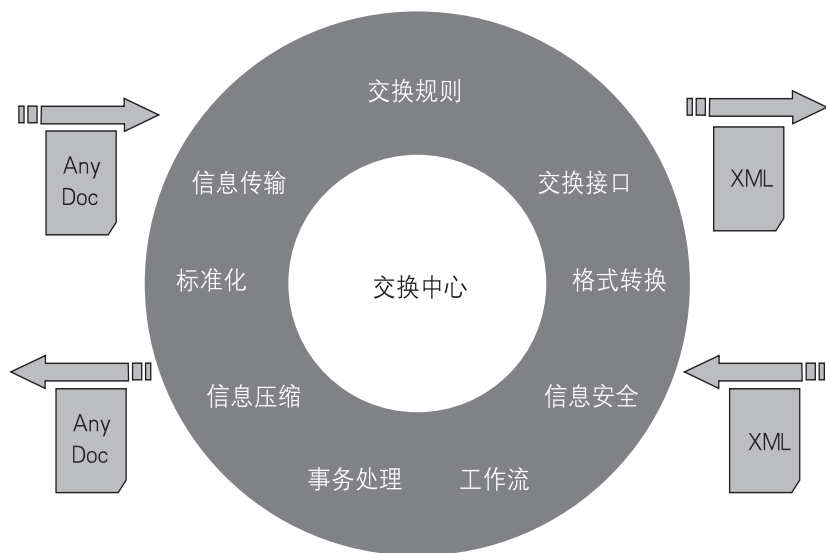 交换规则
Any
Doc
XML
信息传输
交换接口
标准化
交换中心
格式转换
信息压缩
信息安全
Any
Doc
XML
事务处理
工作流